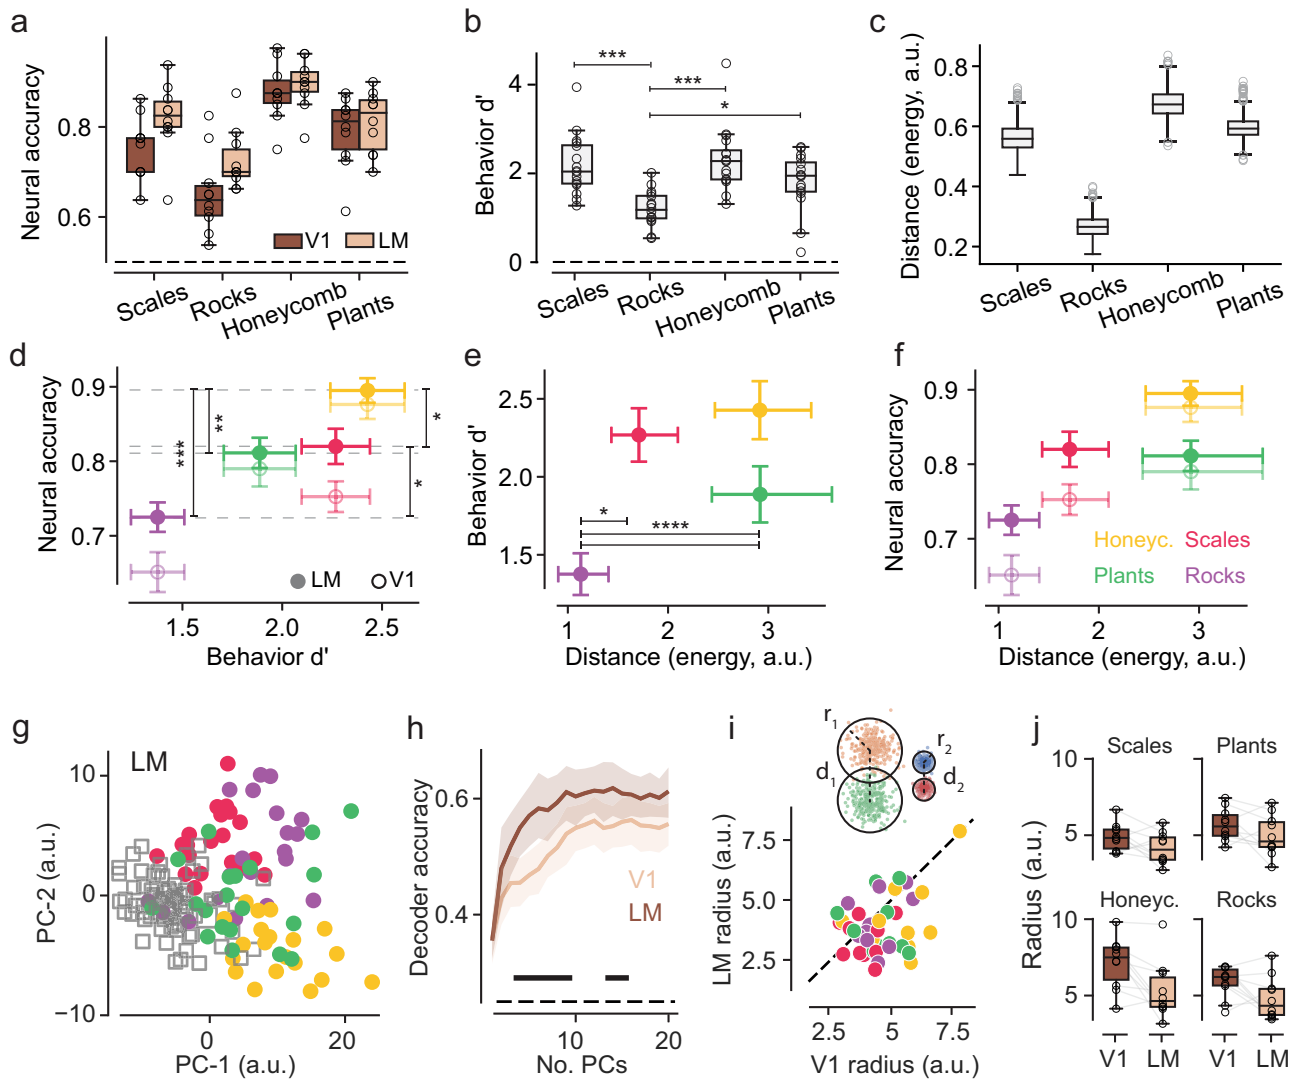 a
Neural accuracy
0.8
0.6
V1
LM
Scales
Rocks
Honeycomb
Plants
b
Behavior d'
4
2
0
***
***
*
Scales
Rocks
Honeycomb
Plants
c
Distance (energy, a.u.)
0.8
0.6
0.4
0.2
Scales
Rocks
Honeycomb
Plants
d
Neural accuracy
0.9
0.8
0.7
***
**
*
*
LM
V1
1.5
2.0
2.5
Behavior d'
e
Behavior d'
2.5
2.0
1.5
*
****
1
2
3
Distance (energy, a.u.)
f
Neural accuracy
0.9
0.8
0.7
Honeyc.
Scales
Plants
Rocks
1
2
3
Distance (energy, a.u.)
g
LM
PC-2 (a.u.)
10
0
−10
0
20
PC-1 (a.u.)
h
Decoder accuracy
0.6
0.4
V1
LM
10
20
No. PCs
i
r1
r2
d1
d2
LM radius (a.u.)
7.5
5.0
2.5
2.5
5
7.5
V1 radius (a.u.)
j
Radius (a.u.)
Scales
Plants
10
5
Honeyc.
Rocks
10
5
V1
LM
V1
LM